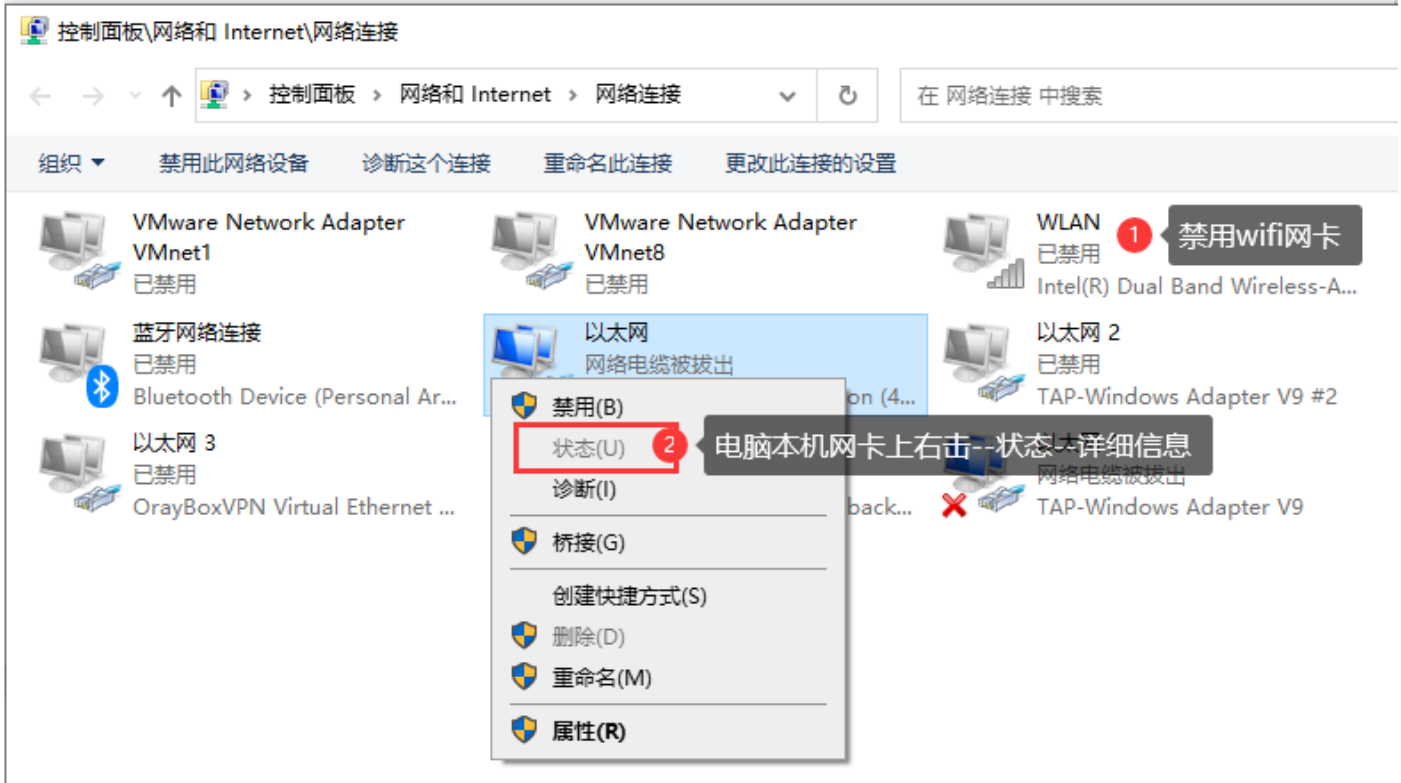 控制面板\网络和 Internet\网络连接
控制面板 › 网络和 Internet › 网络连接
在 网络连接 中搜索
组织 禁用此网络设备 诊断这个连接 重命名此连接 更改此连接的设置
VMware Network Adapter
VMnet1
已禁用
VMware Network Adapter
VMnet8
已禁用
WLAN
已禁用
Intel(R) Dual Band Wireless-A...
1 禁用wifi网卡
蓝牙网络连接
已禁用
Bluetooth Device (Personal Ar...
以太网
网络电缆被拔出
on (4...
以太网 2
已禁用
TAP-Windows Adapter V9 #2
以太网 3
已禁用
OrayBoxVPN Virtual Ethernet ...
back...
网络电缆被拔出
TAP-Windows Adapter V9
禁用(B)
状态(U)
2 电脑本机网卡上右击--状态--详细信息
诊断(I)
桥接(G)
创建快捷方式(S)
删除(D)
重命名(M)
属性(R)